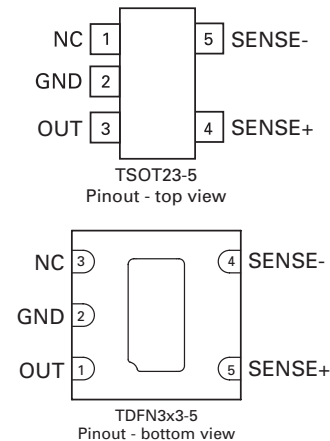 NC 1 5 SENSE-
GND 2
OUT 3 4 SENSE+
TSOT23-5
Pinout - top view
NC 3 4 SENSE-
GND 2
OUT 1 5 SENSE+
TDFN3x3-5
Pinout - bottom view